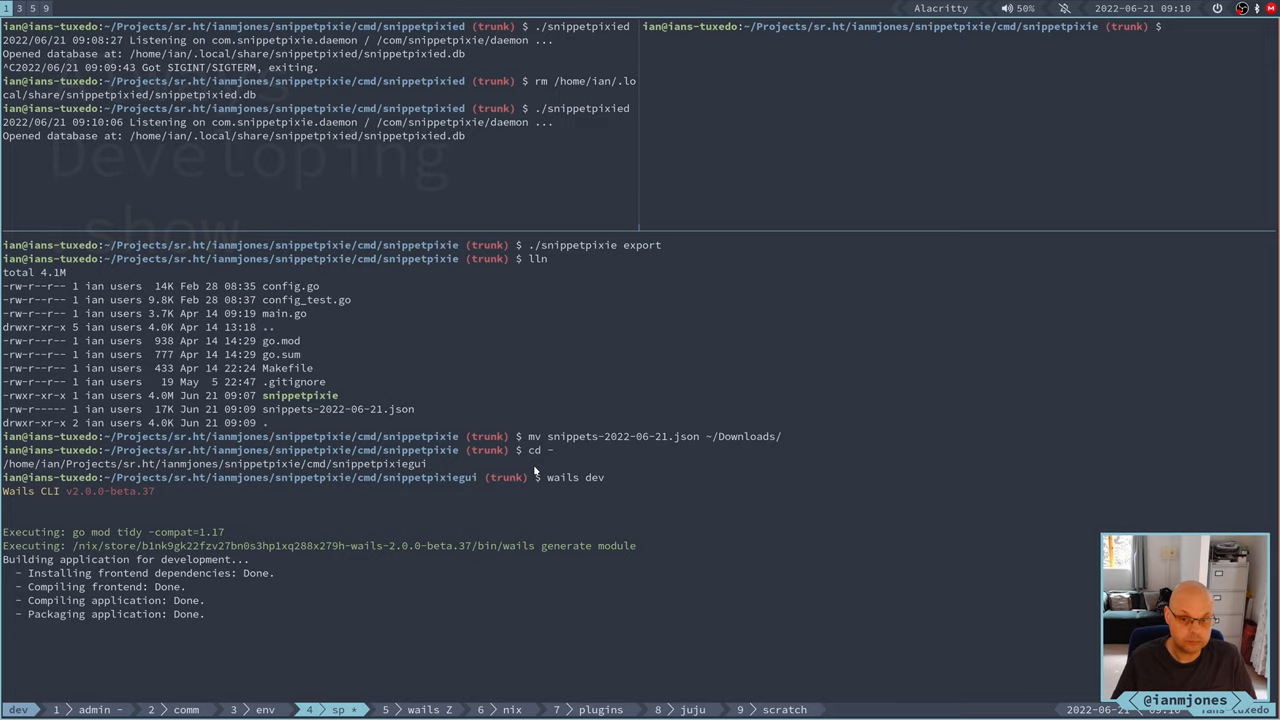 1 3 5 9
Alacritty 50% 2022-06-21 09:10
ian@ians-tuxedo:~/Projects/sr.ht/ianmjones/snippetpixie/cmd/snippetpixied (trunk) $ ./snippetpixied
2022/06/21 09:08:27 Listening on com.snippetpixie.daemon / /com/snippetpixie/daemon ...
Opened database at: /home/ian/.local/share/snippetpixied/snippetpixied.db
^C2022/06/21 09:09:43 Got SIGINT/SIGTERM, exiting.
ian@ians-tuxedo:~/Projects/sr.ht/ianmjones/snippetpixie/cmd/snippetpixied (trunk) $ rm /home/ian/.lo
cal/share/snippetpixied/snippetpixied.db
ian@ians-tuxedo:~/Projects/sr.ht/ianmjones/snippetpixie/cmd/snippetpixied (trunk) $ ./snippetpixied
2022/06/21 09:10:06 Listening on com.snippetpixie.daemon / /com/snippetpixie/daemon ...
Opened database at: /home/ian/.local/share/snippetpixied/snippetpixied.db
Developing
show
ian@ians-tuxedo:~/Projects/sr.ht/ianmjones/snippetpixie/cmd/snippetpixie (trunk) $
ian@ians-tuxedo:~/Projects/sr.ht/ianmjones/snippetpixie/cmd/snippetpixie (trunk) $ ./snippetpixie export
ian@ians-tuxedo:~/Projects/sr.ht/ianmjones/snippetpixie/cmd/snippetpixie (trunk) $ lln
total 4.1M
-rw-r--r-- 1 ian users 14K Feb 28 08:35 config.go
-rw-r--r-- 1 ian users 9.8K Feb 28 08:37 config_test.go
-rw-r--r-- 1 ian users 3.7K Apr 14 09:19 main.go
drwxr-xr-x 5 ian users 4.0K Apr 14 13:18 ..
-rw-r--r-- 1 ian users 938 Apr 14 14:29 go.mod
-rw-r--r-- 1 ian users 777 Apr 14 14:29 go.sum
-rw-r--r-- 1 ian users 433 Apr 14 22:24 Makefile
-rw-r--r-- 1 ian users 19 May 5 22:47 .gitignore
-rwxr-xr-x 1 ian users 4.0M Jun 21 09:07 snippetpixie
-rw-r----- 1 ian users 17K Jun 21 09:09 snippets-2022-06-21.json
drwxr-xr-x 2 ian users 4.0K Jun 21 09:09 .
ian@ians-tuxedo:~/Projects/sr.ht/ianmjones/snippetpixie/cmd/snippetpixie (trunk) $ mv snippets-2022-06-21.json ~/Downloads/
ian@ians-tuxedo:~/Projects/sr.ht/ianmjones/snippetpixie/cmd/snippetpixie (trunk) $ cd -
/home/ian/Projects/sr.ht/ianmjones/snippetpixie/cmd/snippetpixiegui
ian@ians-tuxedo:~/Projects/sr.ht/ianmjones/snippetpixie/cmd/snippetpixiegui (trunk) $ wails dev
Wails CLI v2.0.0-beta.37
Executing: go mod tidy -compat=1.17
Executing: /nix/store/b1nk9gk22fzv27bn0s3hp1xq288x279h-wails-2.0.0-beta.37/bin/wails generate module
Building application for development...
- Installing frontend dependencies: Done.
- Compiling frontend: Done.
- Compiling application: Done.
- Packaging application: Done.
@ianmjones
dev 1 admin - 2 comm 3 env 4 sp * 5 wails Z 6 nix 7 plugins 8 juju 9 scratch 2022-06-21